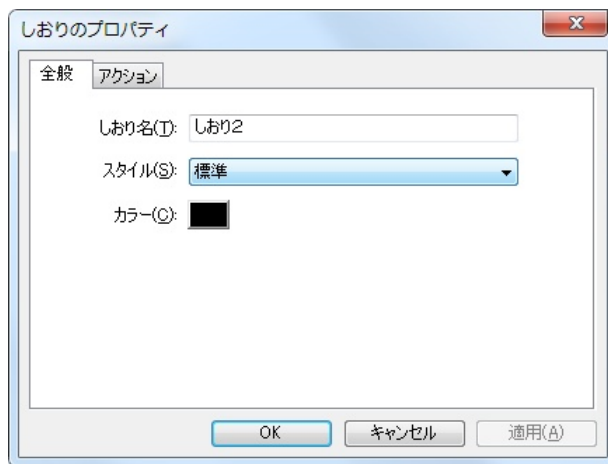 しおりのプロパティ
全般 アクション
しおり名(T): しおり2
スタイル(S): 標準
カラー(C):
OK キャンセル 適用(A)